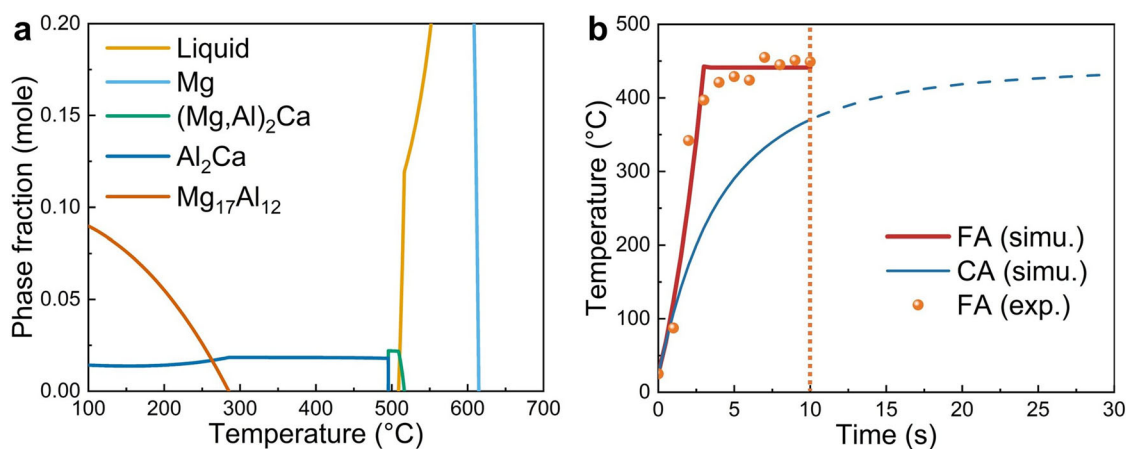 a
0.20
0.15
0.10
0.05
0.00
Phase fraction (mole)
Liquid
Mg
(Mg,Al)₂Ca
Al₂Ca
Mg₁₇Al₁₂
100 200 300 400 500 600 700
Temperature (°C)
b
500
400
300
200
100
0
Temperature (°C)
FA (simu.)
CA (simu.)
FA (exp.)
0 5 10 15 20 25 30
Time (s)